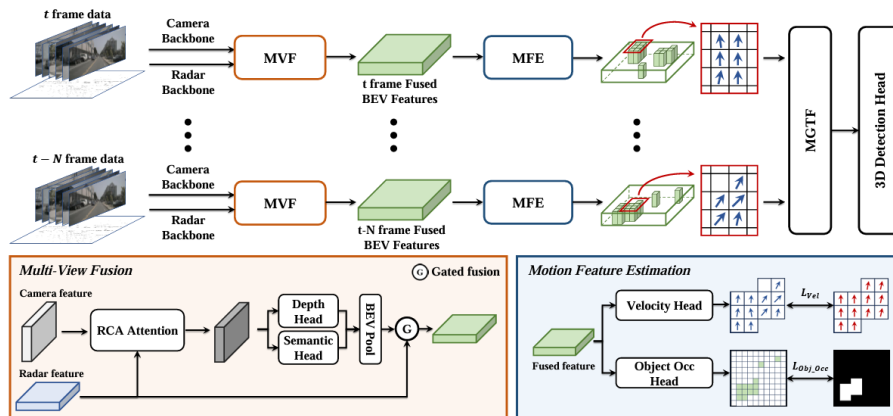 t frame data
Camera
Backbone
Radar
Backbone
MVF
t frame Fused
BEV Features
MFE
MGTF
3D Detection Head
t − N frame data
Camera
Backbone
Radar
Backbone
MVF
t-N frame Fused
BEV Features
MFE
Multi-View Fusion
G Gated fusion
Camera feature
RCA Attention
Depth
Head
Semantic
Head
BEV Pool
G
Radar feature
Motion Feature Estimation
Fused feature
Velocity Head
L_Vel
Object Occ
Head
L_Obj_Occ